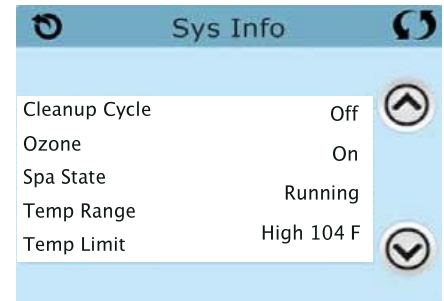 Sys Info
Cleanup Cycle Off
Ozone On
Spa State Running
Temp Range
Temp Limit High 104 F